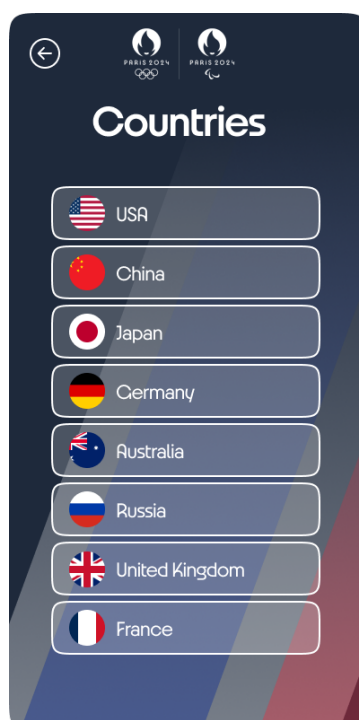 PARIS 2024 PARIS 2024
Countries
USA
China
Japan
Germany
Australia
Russia
United Kingdom
France